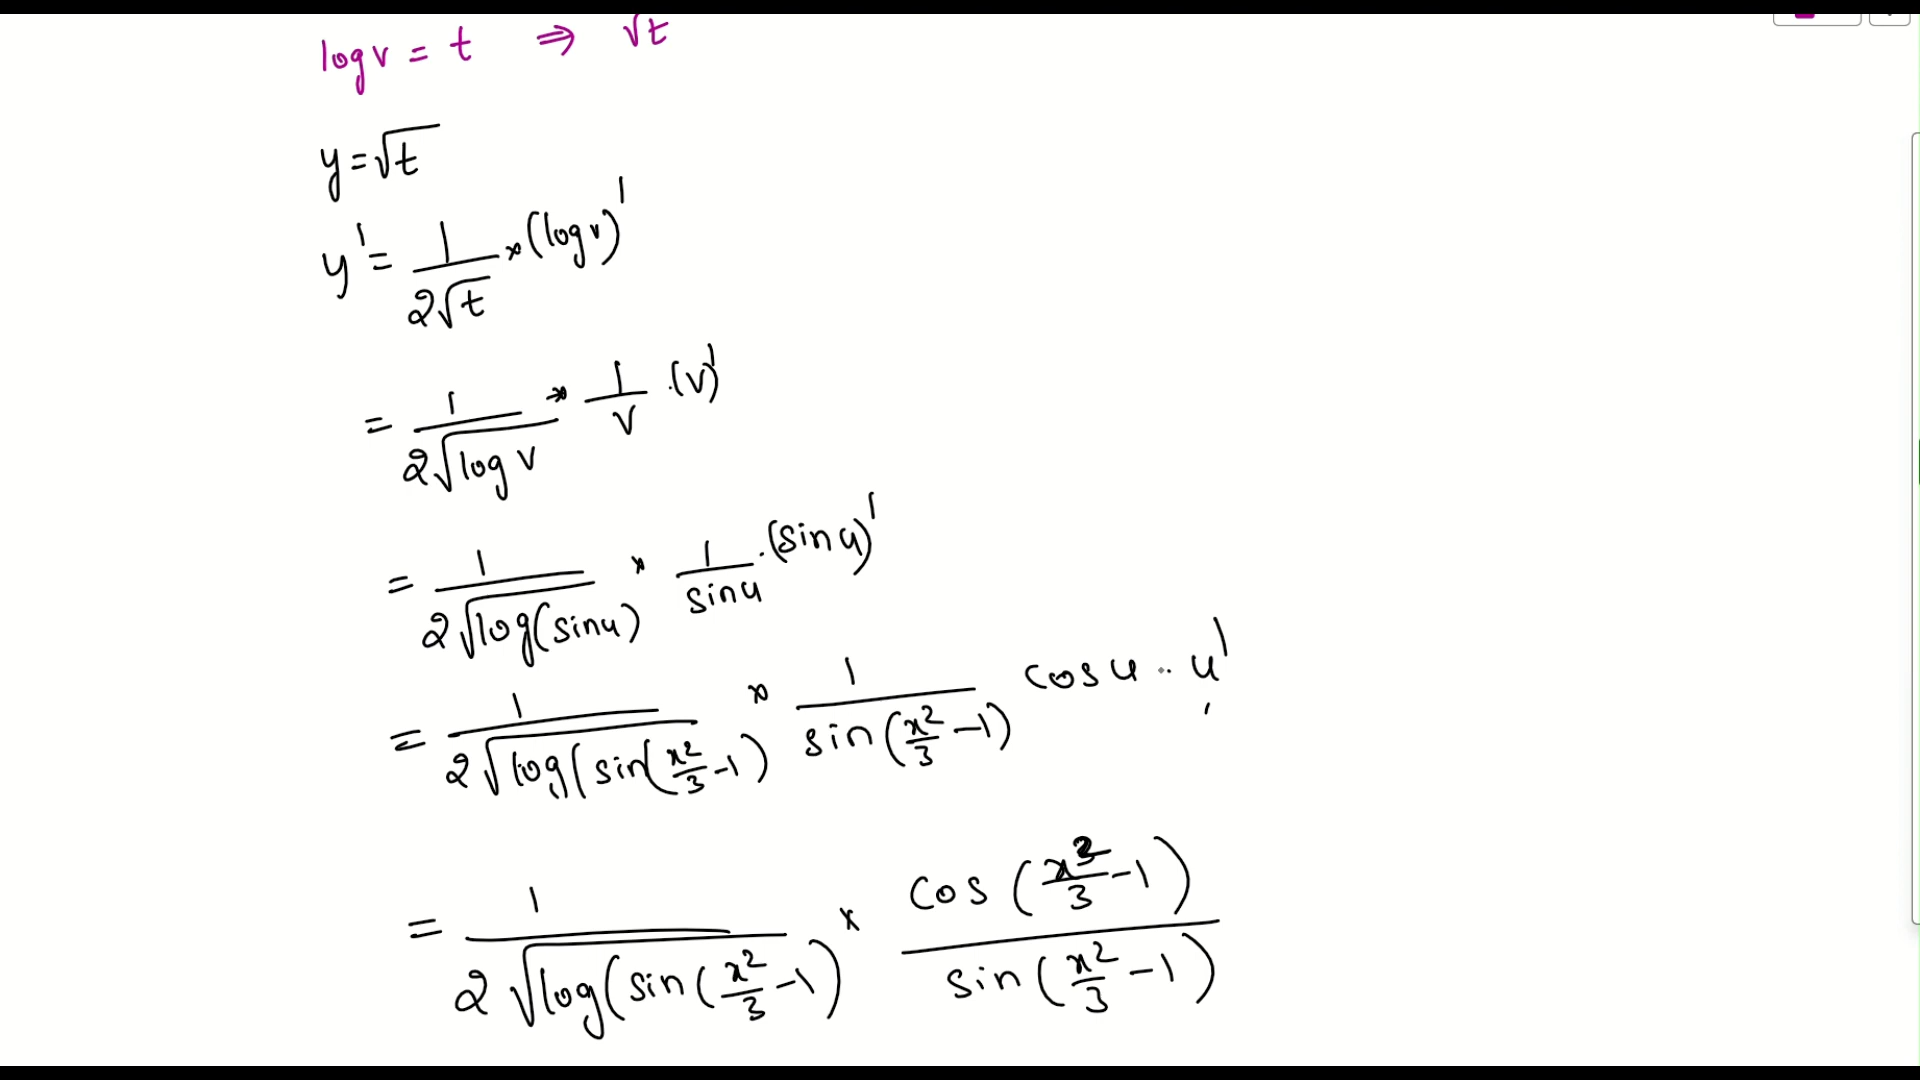 log v = t ⇒ √t
y = √t
y' = 1/(2√t) × (log v)'
= 1/(2√(log v)) × 1/v · (v)'
= 1/(2√(log(sin u))) × 1/(sin u) · (sin u)'
= 1/(2√(log(sin(x²/3 - 1)))) × 1/(sin(x²/3 - 1)) cos u · · u'
= 1/(2√(log(sin(x²/3 - 1)))) × cos(x²/3 - 1)/(sin(x²/3 - 1))